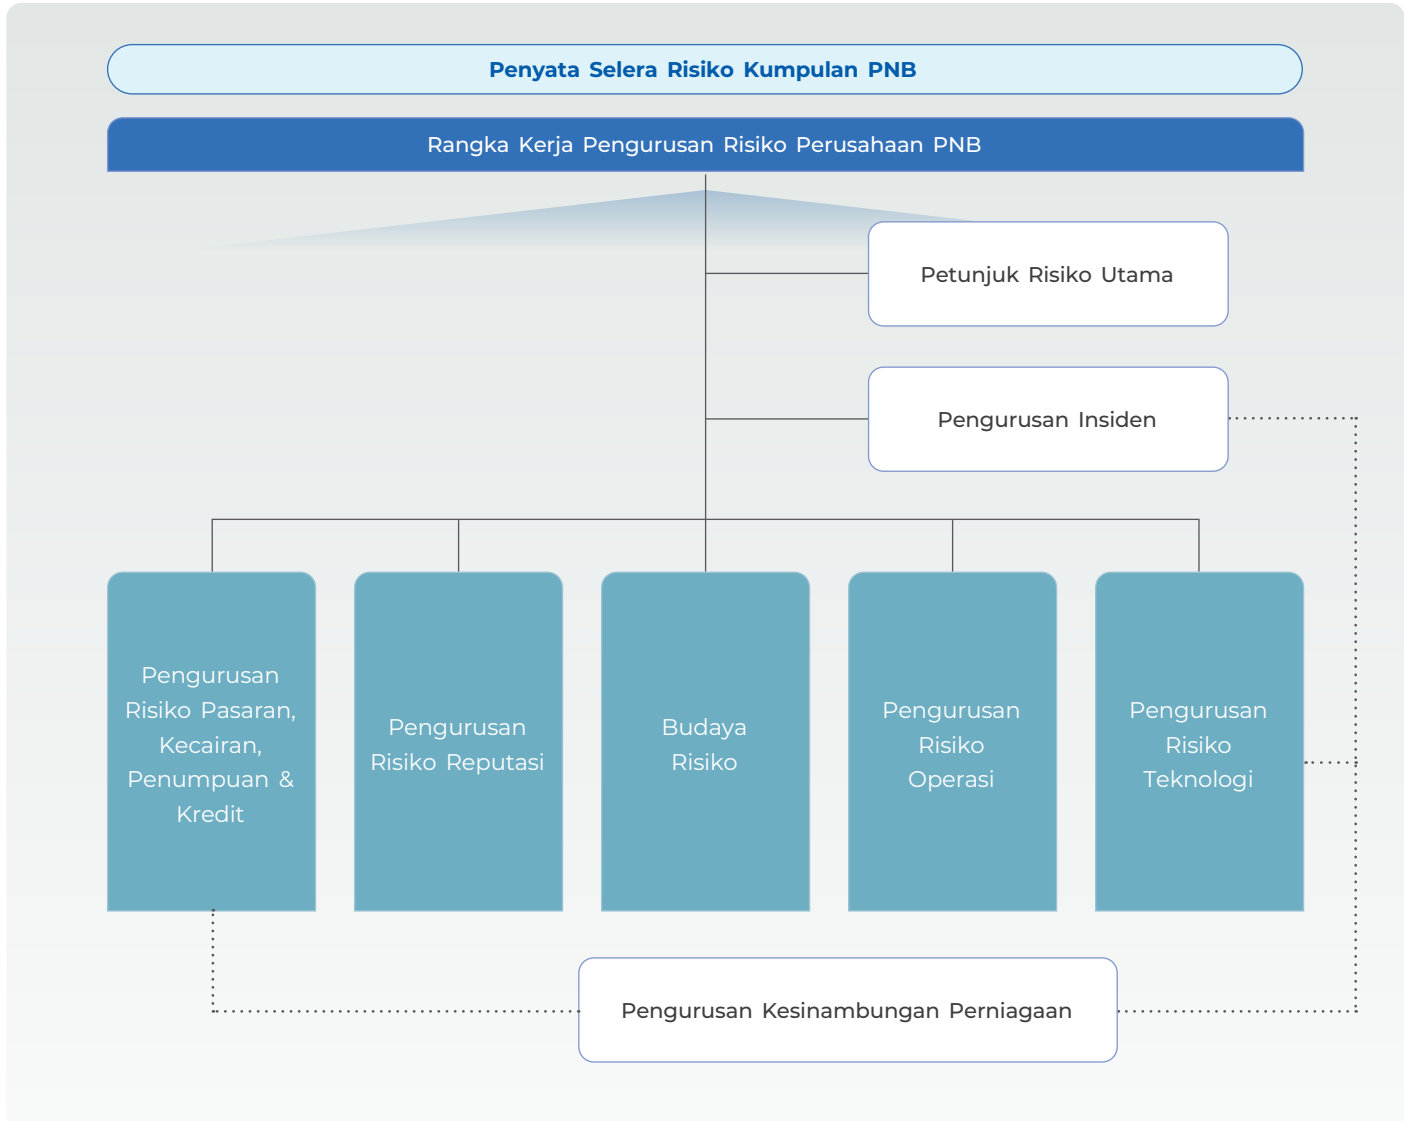 Penyata Selera Risiko Kumpulan PNB
Rangka Kerja Pengurusan Risiko Perusahaan PNB
Petunjuk Risiko Utama
Pengurusan Insiden
Pengurusan
Risiko Pasaran,
Kecairan,
Penumpuan &
Kredit
Pengurusan
Risiko Reputasi
Budaya
Risiko
Pengurusan
Risiko
Operasi
Pengurusan
Risiko
Teknologi
Pengurusan Kesinambungan Perniagaan